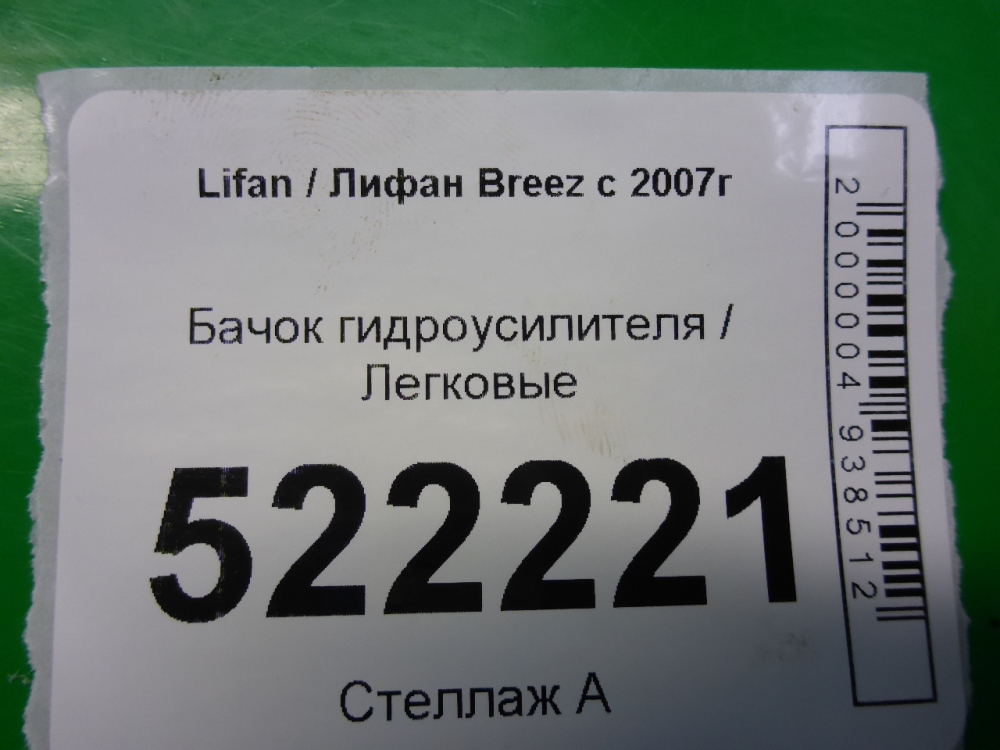 Lifan / Лифан Breez с 2007г
Бачок гидроусилителя /
Легковые
522221
Стеллаж А
2000004938512